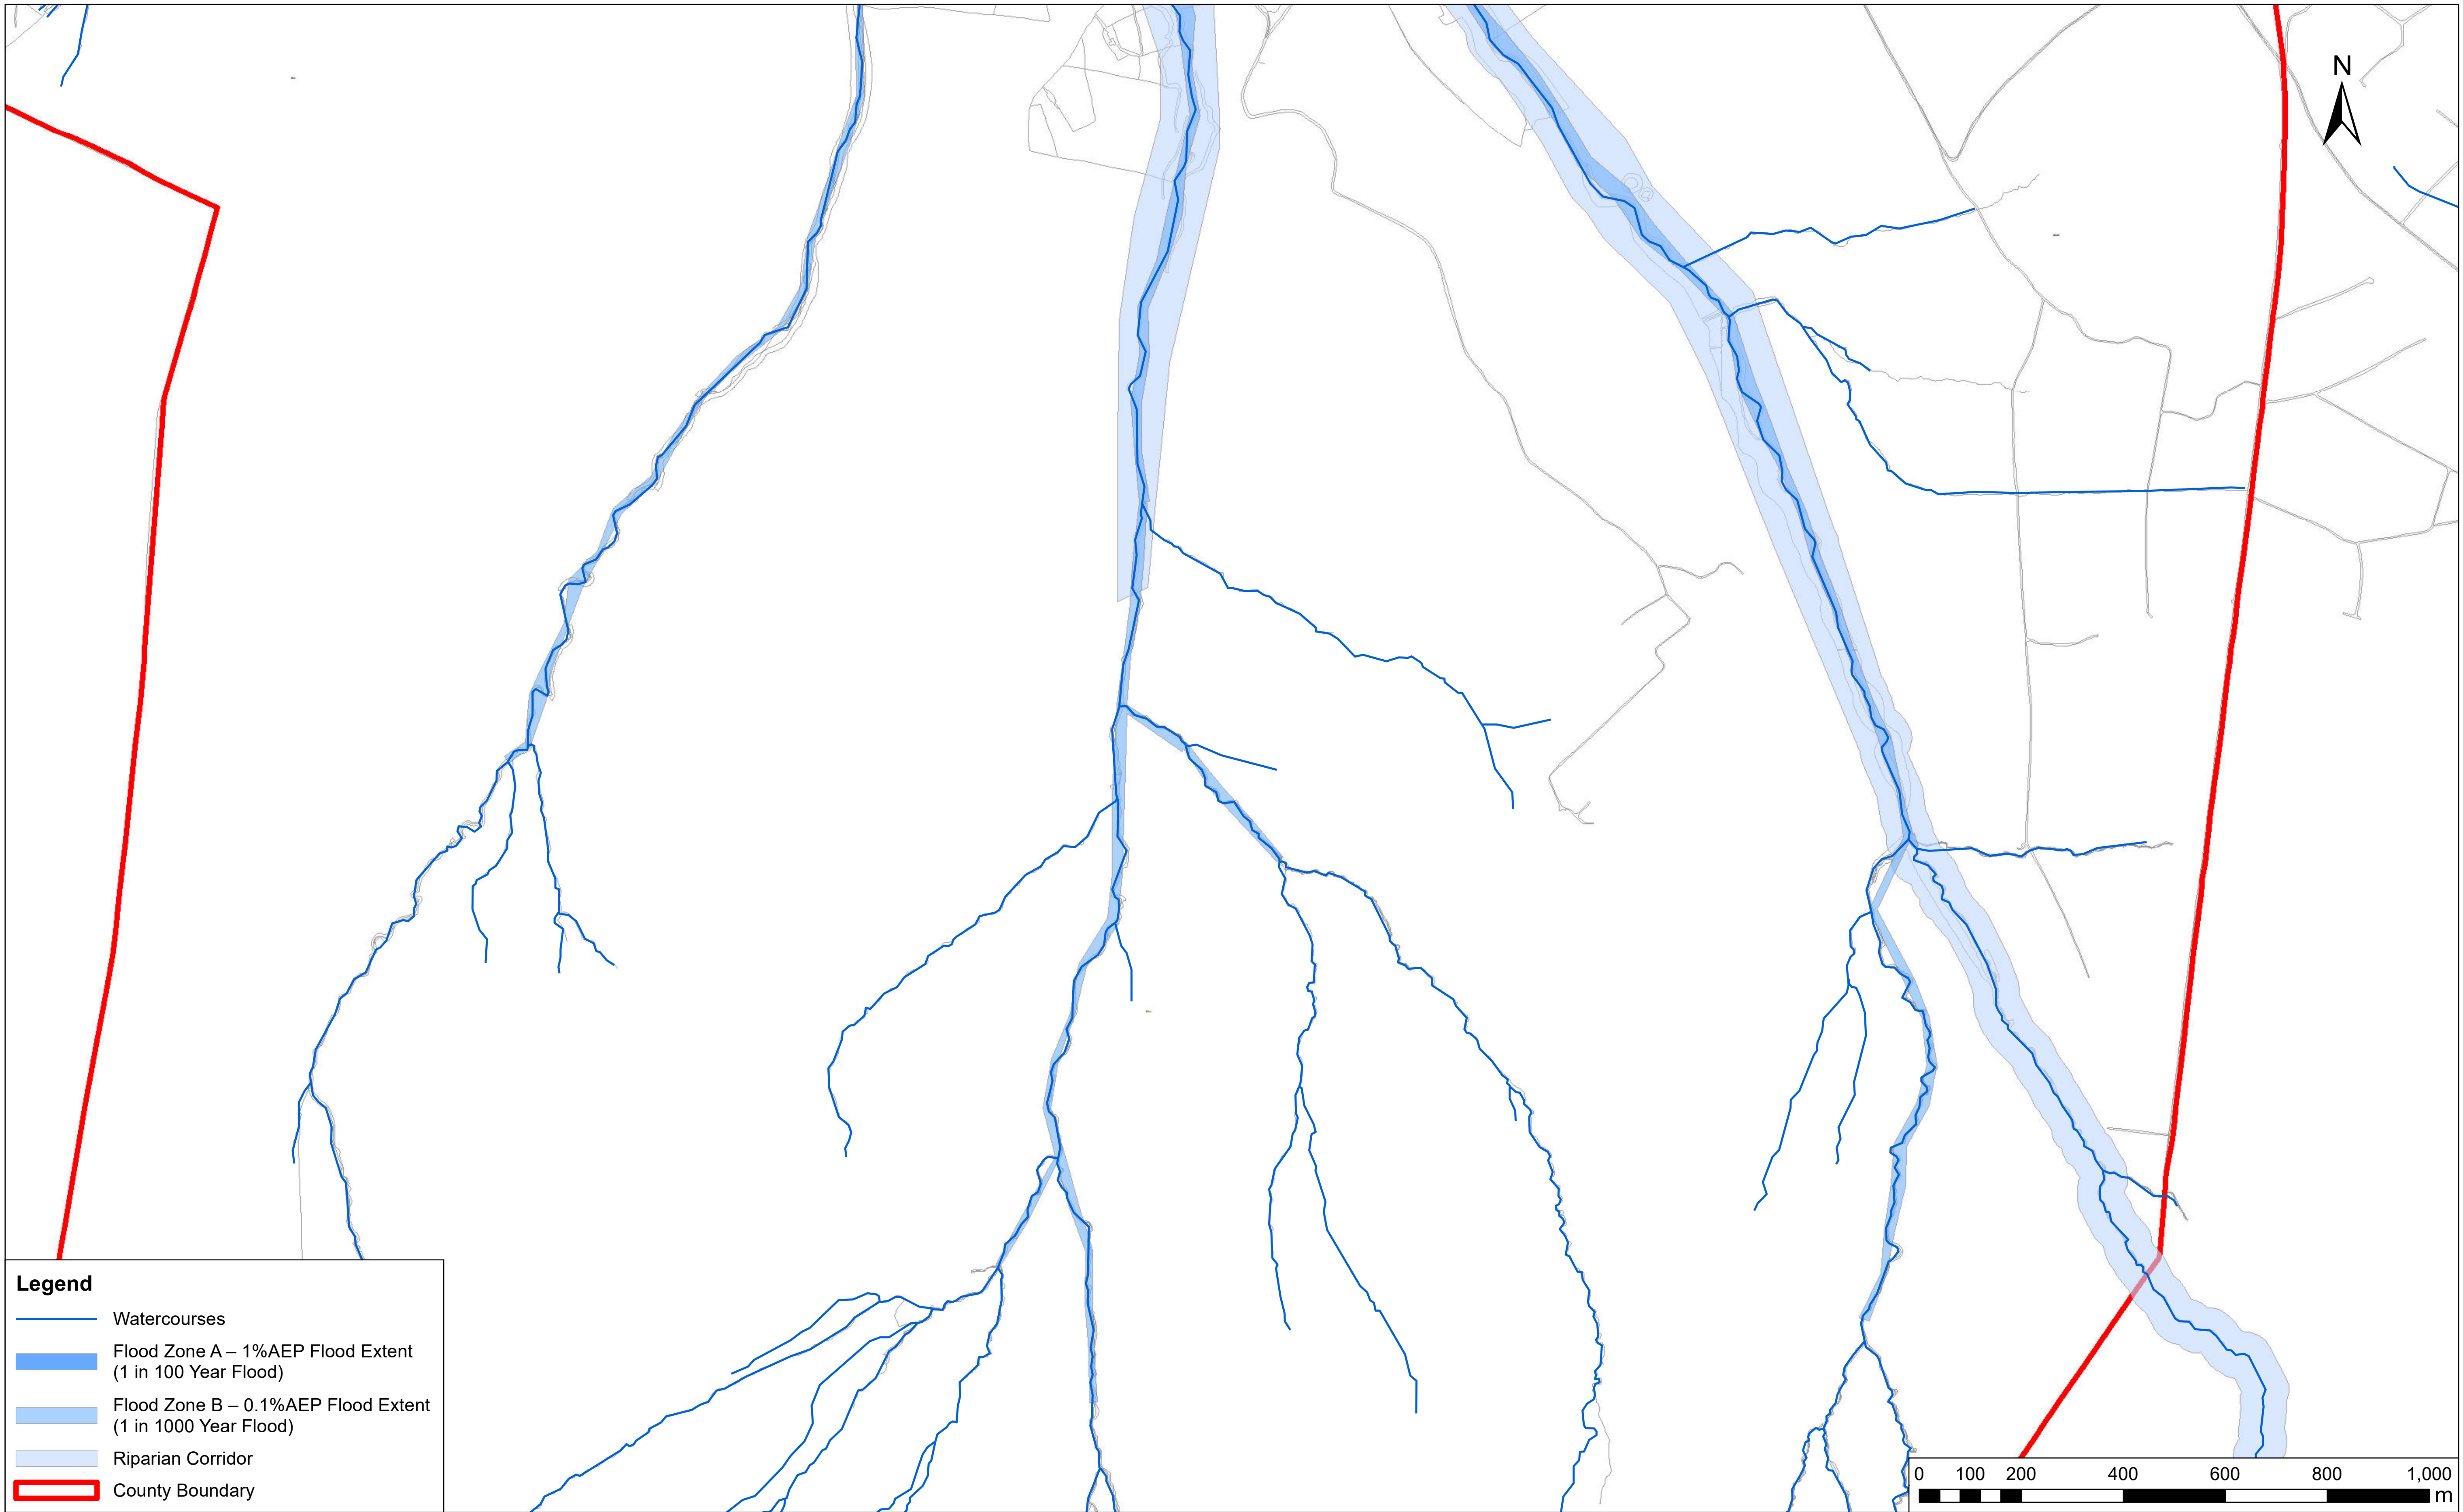 N
Legend
Watercourses
Flood Zone A – 1%AEP Flood Extent
(1 in 100 Year Flood)
Flood Zone B – 0.1%AEP Flood Extent
(1 in 1000 Year Flood)
Riparian Corridor
County Boundary
0 100 200 400 600 800 1,000
m